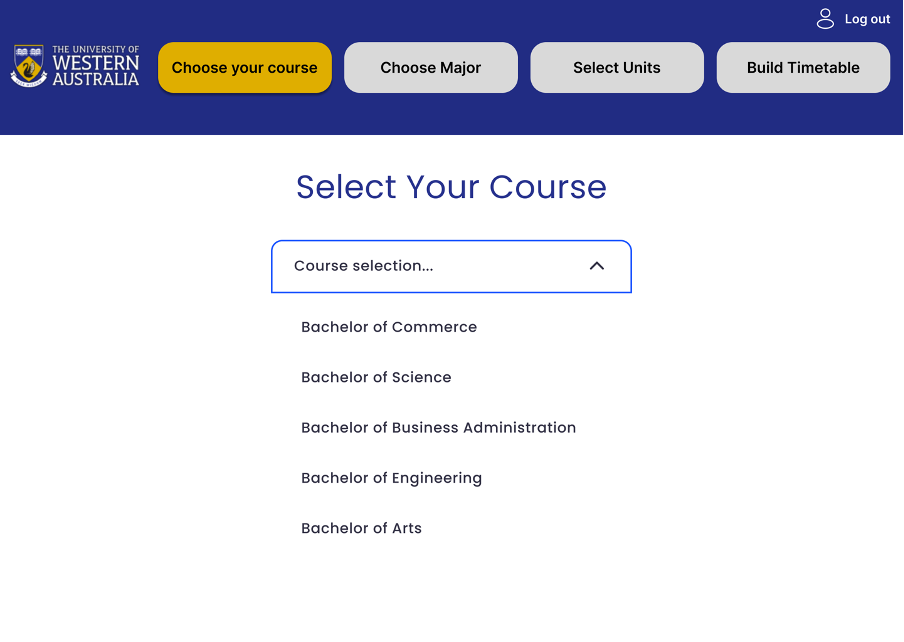 Log out
THE UNIVERSITY OF
WESTERN
AUSTRALIA
Choose your course
Choose Major
Select Units
Build Timetable
Select Your Course
Course selection...
Bachelor of Commerce
Bachelor of Science
Bachelor of Business Administration
Bachelor of Engineering
Bachelor of Arts